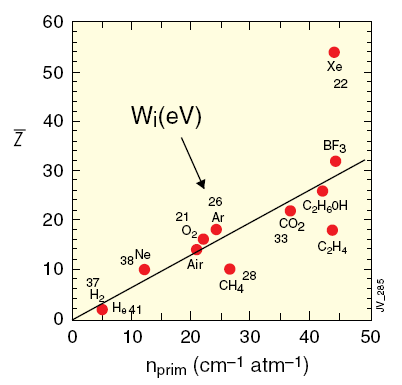 60
50
40
30
20
10
0
Z̅
0 10 20 30 40 50
nprim (cm–1 atm–1)
Wi(eV)
Xe
22
BF3
C2H60H
CO2
33
C2H4
26
Ar
21
O2
Air
CH4 28
38 Ne
37
H2
He 41
JV_285